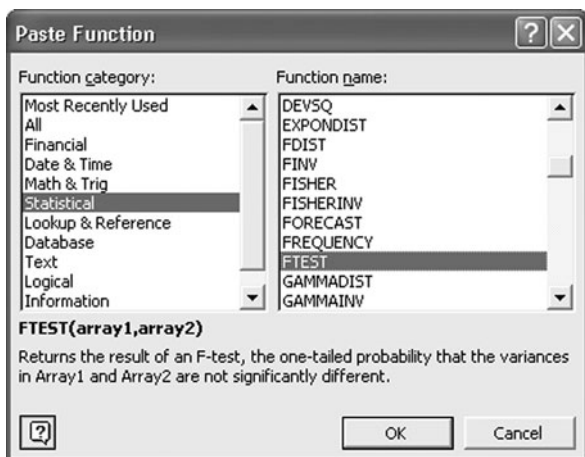 Paste Function
Function category:
Most Recently Used
All
Financial
Date & Time
Math & Trig
Statistical
Lookup & Reference
Database
Text
Logical
Information
Function name:
DEVSQ
EXPONDIST
FDIST
FINV
FISHER
FISHERINV
FORECAST
FREQUENCY
FTEST
GAMMADIST
GAMMAINV
FTEST(array1,array2)
Returns the result of an F-test, the one-tailed probability that the variances
in Array1 and Array2 are not significantly different.
OK
Cancel